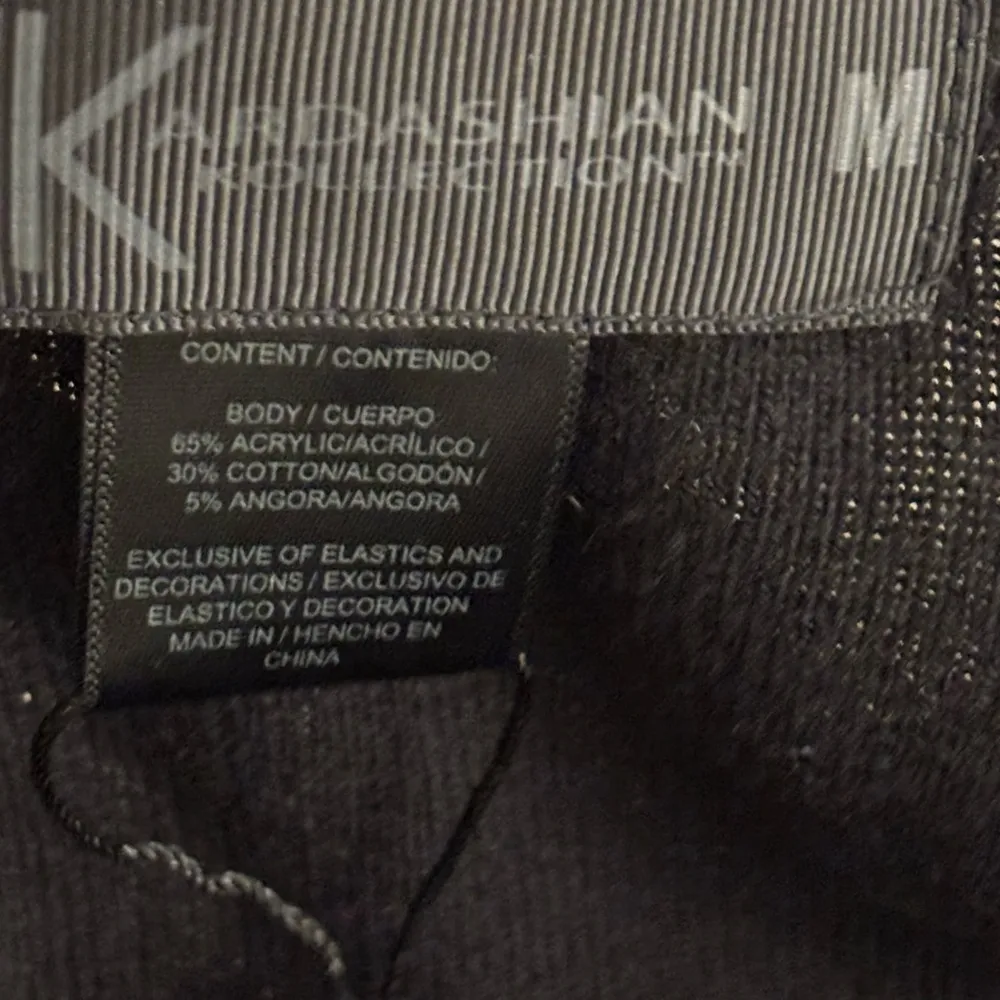 KARDASHIAN M
KOLLECTION™
CONTENT / CONTENIDO:
BODY / CUERPO
65% ACRYLIC/ACRÍLICO /
30% COTTON/ALGODÓN /
5% ANGORA/ANGORA
EXCLUSIVE OF ELASTICS AND
DECORATIONS / EXCLUSIVO DE
ELASTICO Y DECORATION
MADE IN / HENCHO EN
CHINA